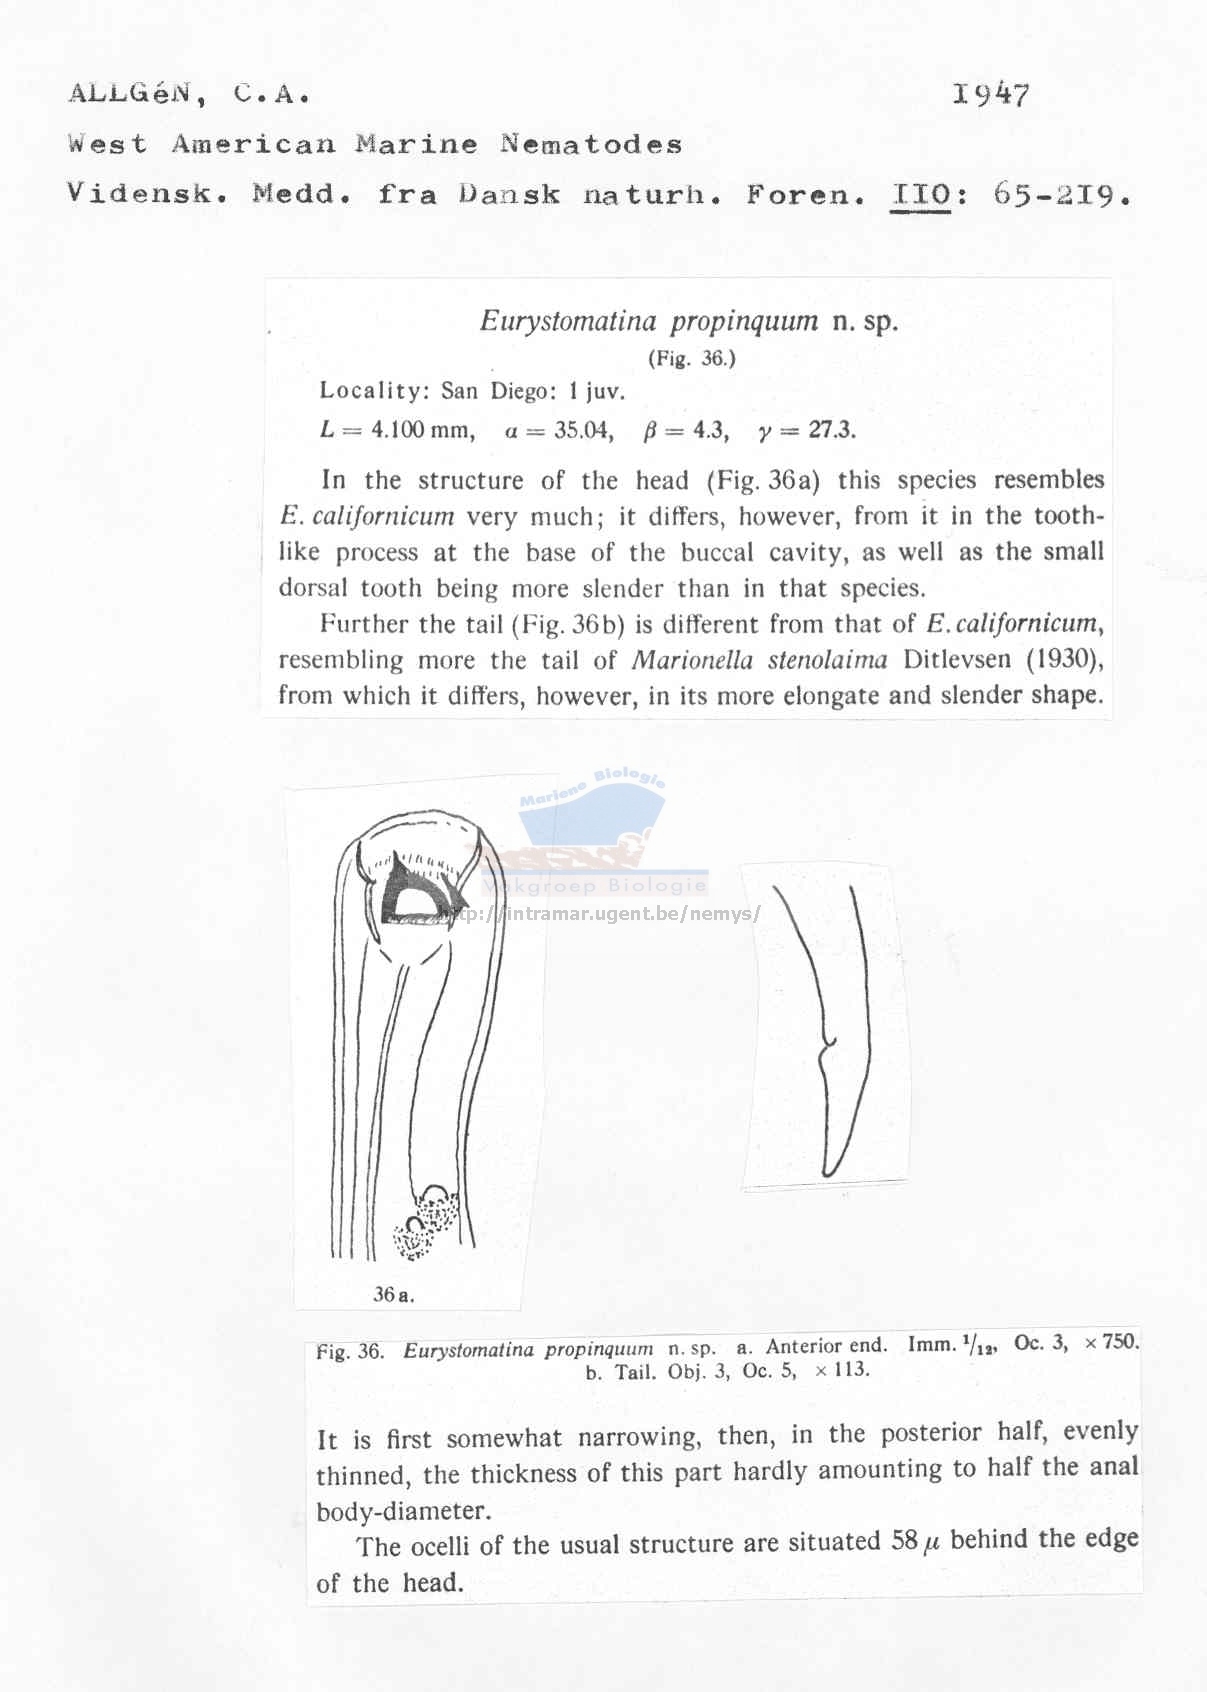 ALLGéN, C.A. 1947
West American Marine Nematodes
Vidensk. Medd. fra Dansk naturh. Foren. IIO: 65-2I9.
Eurystomatina propinquum n. sp.
(Fig. 36.)
Locality: San Diego: 1 juv.
L = 4.100 mm, α = 35.04, β = 4.3, γ = 27.3.
In the structure of the head (Fig. 36a) this species resembles
E. californicum very much; it differs, however, from it in the tooth-
like process at the base of the buccal cavity, as well as the small
dorsal tooth being more slender than in that species.
Further the tail (Fig. 36b) is different from that of E. californicum,
resembling more the tail of Marionella stenolaima Ditlevsen (1930),
from which it differs, however, in its more elongate and slender shape.
Mariene Biologie
Vakgroep Biologie
http://intramar.ugent.be/nemys/
36a.
Fig. 36. Eurystomatina propinquum n. sp. a. Anterior end. Imm. 1/12, Oc. 3, × 750.
b. Tail. Obj. 3, Oc. 5, × 113.
It is first somewhat narrowing, then, in the posterior half, evenly
thinned, the thickness of this part hardly amounting to half the anal
body-diameter.
The ocelli of the usual structure are situated 58 μ behind the edge
of the head.